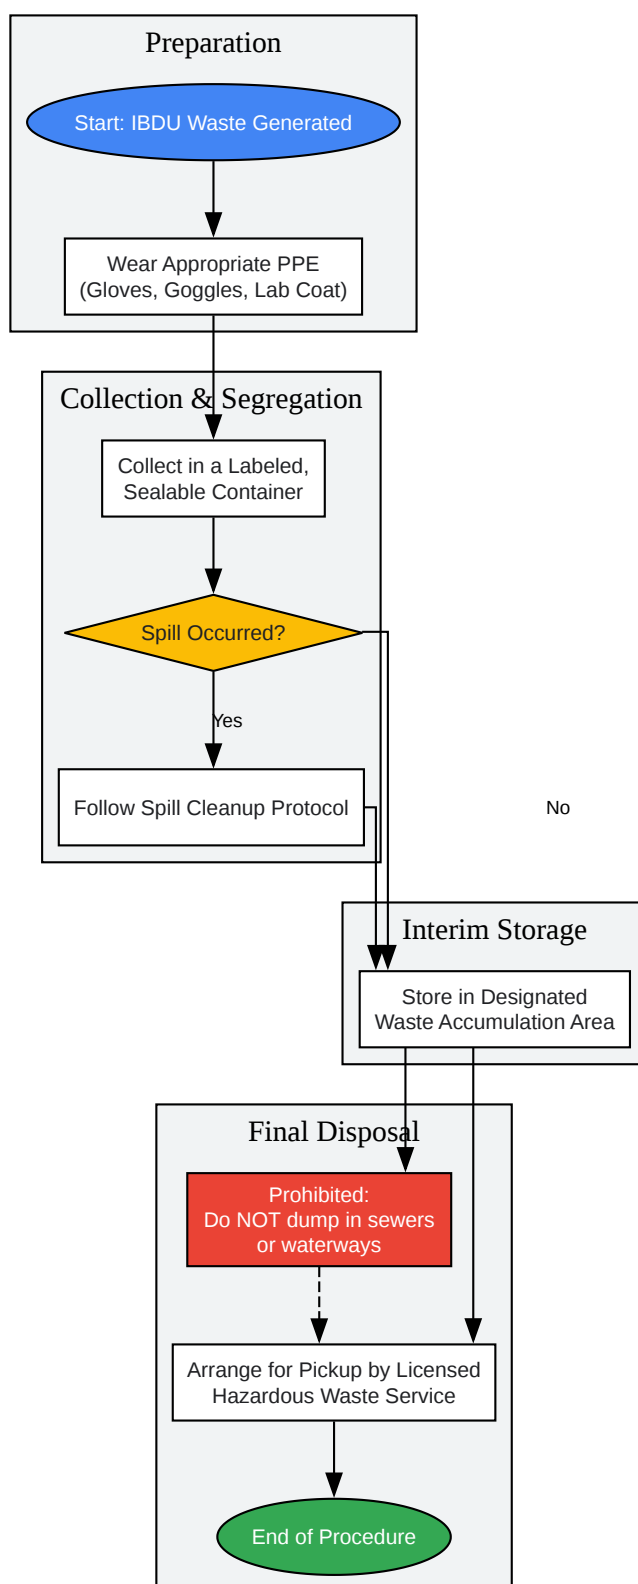 Preparation
Start: IBDU Waste Generated
Wear Appropriate PPE
(Gloves, Goggles, Lab Coat)
Collection & Segregation
Collect in a Labeled,
Sealable Container
Spill Occurred?
Yes
Follow Spill Cleanup Protocol
No
Interim Storage
Store in Designated
Waste Accumulation Area
Final Disposal
Prohibited:
Do NOT dump in sewers
or waterways
Arrange for Pickup by Licensed
Hazardous Waste Service
End of Procedure